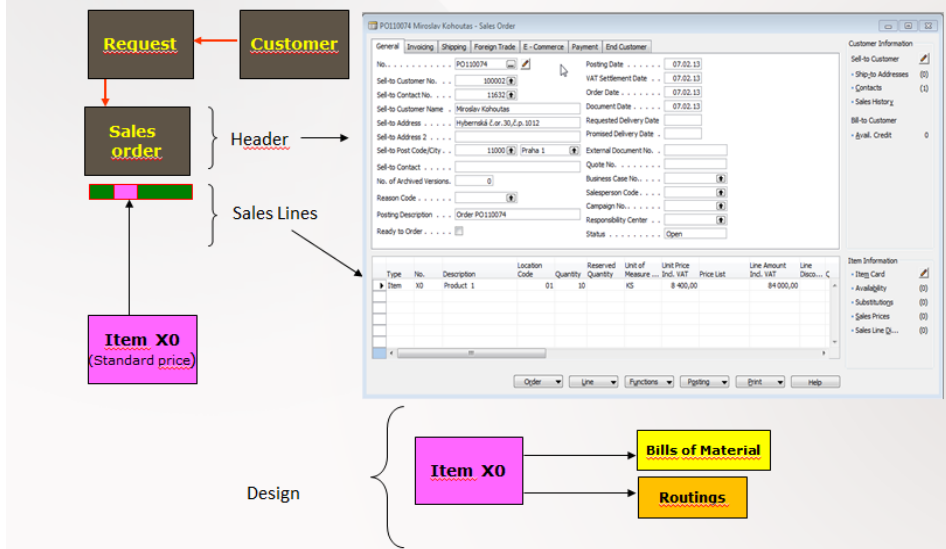 Request
Customer
Sales
order
Header
Sales Lines
Item X0
(Standard price)
PO110074 Miroslav Kohoutas - Sales Order
General Invoicing Shipping Foreign Trade E - Commerce Payment End Customer
No. . . . . . . . . . . PO110074
Sell-to Customer No. . . . 100002
Sell-to Contact No. . . . . 11632
Sell-to Customer Name . Miroslav Kohoutas
Sell-to Address . . . . . . Hybernská č.or.30,č.p.1012
Sell-to Address 2 . . . .
Sell-to Post Code/City . . 11000 Praha 1
Sell-to Contact . . . . . .
No. of Archived Versions. 0
Reason Code . . . . . . .
Posting Description . . . Order PO110074
Ready to Order . . . . .
Posting Date . . . . . . . 07.02.13
VAT Settlement Date . . 07.02.13
Order Date . . . . . . . . 07.02.13
Document Date . . . . . 07.02.13
Requested Delivery Date
Promised Delivery Date .
External Document No. .
Quote No. . . . . . . . .
Business Case No. . . . .
Salesperson Code . . . .
Campaign No. . . . . . .
Responsibility Center . .
Status . . . . . . . . . Open
Customer Information
Sell-to Customer
Ship-to Addresses (0)
Contacts (1)
Sales History
Bill-to Customer
Avail. Credit 0
Type No. Description Location Code Quantity Reserved Quantity Unit of Measure ... Unit Price Incl. VAT Price List Line Amount Incl. VAT Line Disco...
Item X0 Product 1 01 10 KS 8 400,00 84 000,00
Item Information
Item Card
Availability (0)
Substitutions (0)
Sales Prices (0)
Sales Line Di... (0)
Order Line Functions Posting Print Help
Design
Item X0
Bills of Material
Routings